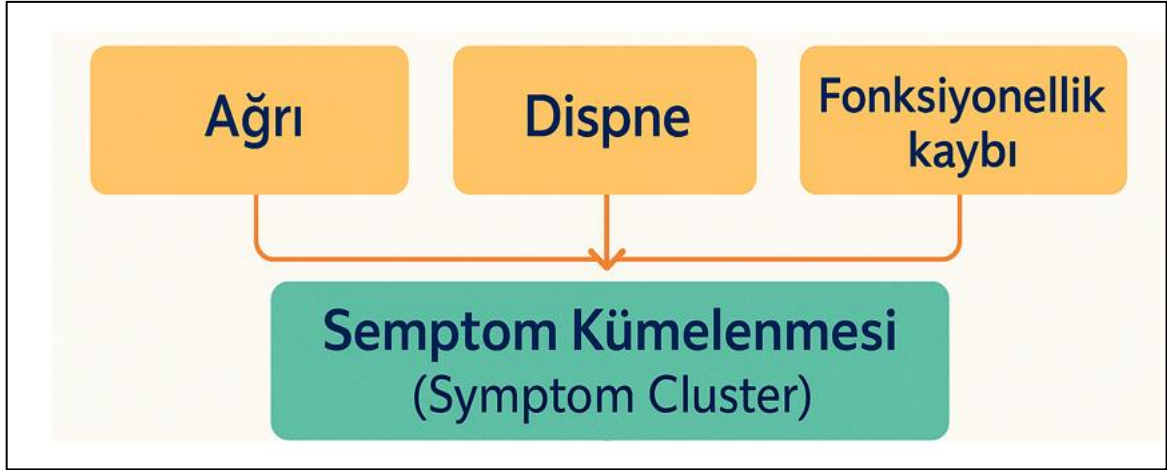 Ağrı
Dispne
Fonksiyonellik
kaybı
Semptom Kümelenmesi
(Symptom Cluster)